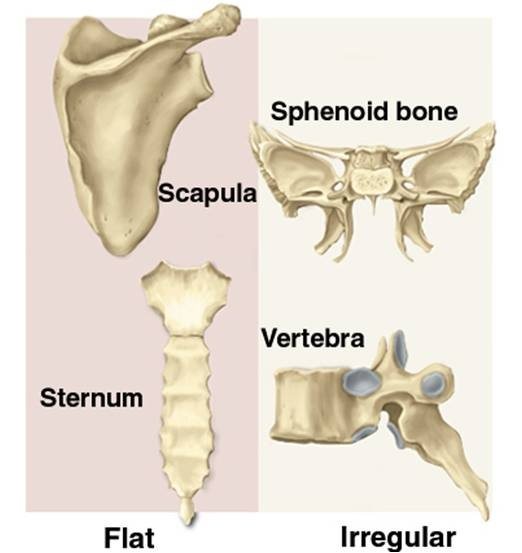 Sphenoid bone
Scapula
Vertebra
Sternum
Flat
Irregular